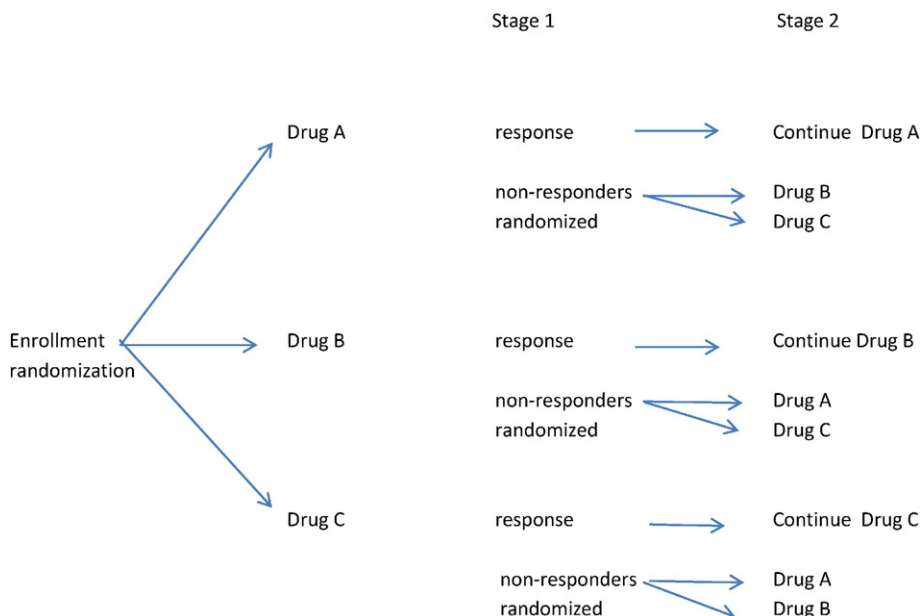 Stage 1
Stage 2
Drug A
response
Continue Drug A
non-responders
randomized
Drug B
Drug C
Enrollment
randomization
Drug B
response
Continue Drug B
non-responders
randomized
Drug A
Drug C
Drug C
response
Continue Drug C
non-responders
randomized
Drug A
Drug B